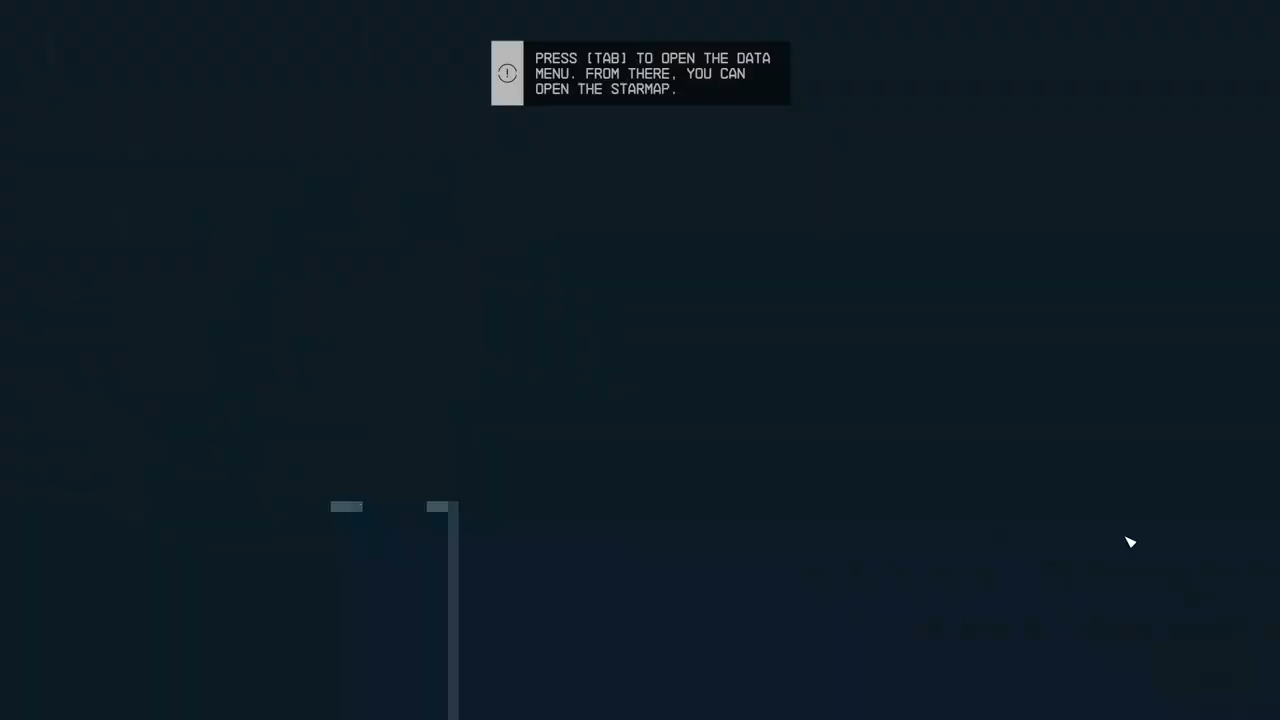 PRESS [TAB] TO OPEN THE DATA
MENU. FROM THERE, YOU CAN
OPEN THE STARMAP.